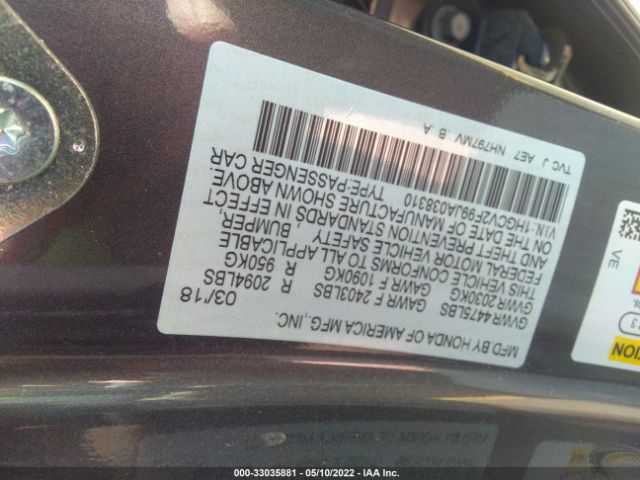 MFD BY HONDA OF AMERICA MFG.,INC. 03/18
GVWR 4475LBS GAWR F 2403LBS R 2094LBS
GVWR 2030KG GAWR F 1090KG R 950KG
THIS VEHICLE CONFORMS TO ALL APPLICABLE
FEDERAL MOTOR VEHICLE SAFETY, BUMPER,
AND THEFT PREVENTION STANDARDS IN EFFECT
ON THE DATE OF MANUFACTURE SHOWN ABOVE.
V.I.N.:1HGCV2F99JA038310 TYPE:PASSENGER CAR
TVC J AE7 NH797MV B A
VE
000-33035881 - 05/10/2022 - IAA Inc.